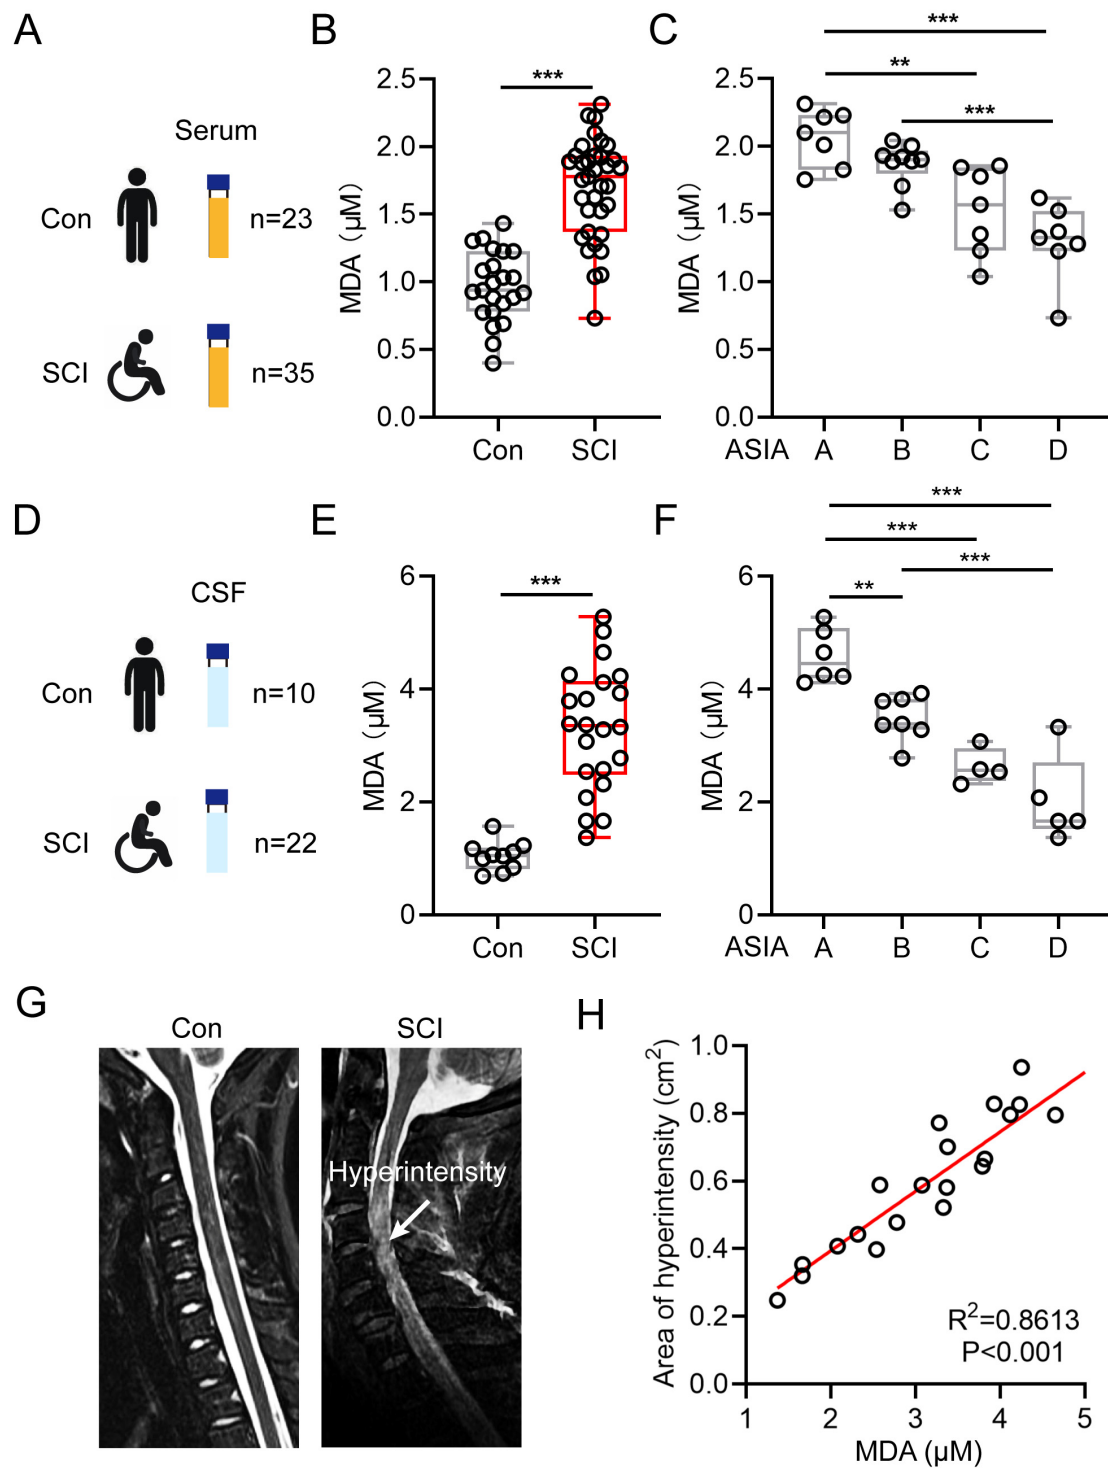 A
Serum
Con
n=23
SCI
n=35
B
***
2.5
2.0
1.5
1.0
0.5
0.0
MDA (μM)
Con SCI
C
***
**
***
2.5
2.0
1.5
1.0
0.5
0.0
MDA (μM)
ASIA A B C D
D
CSF
Con
n=10
SCI
n=22
E
***
6
4
2
0
MDA (μM)
Con SCI
F
***
***
***
**
6
4
2
0
MDA (μM)
ASIA A B C D
G
Con
SCI
Hyperintensity
H
1.0
0.8
0.6
0.4
0.2
0.0
Area of hyperintensity (cm²)
R²=0.8613
P<0.001
1 2 3 4 5
MDA (μM)